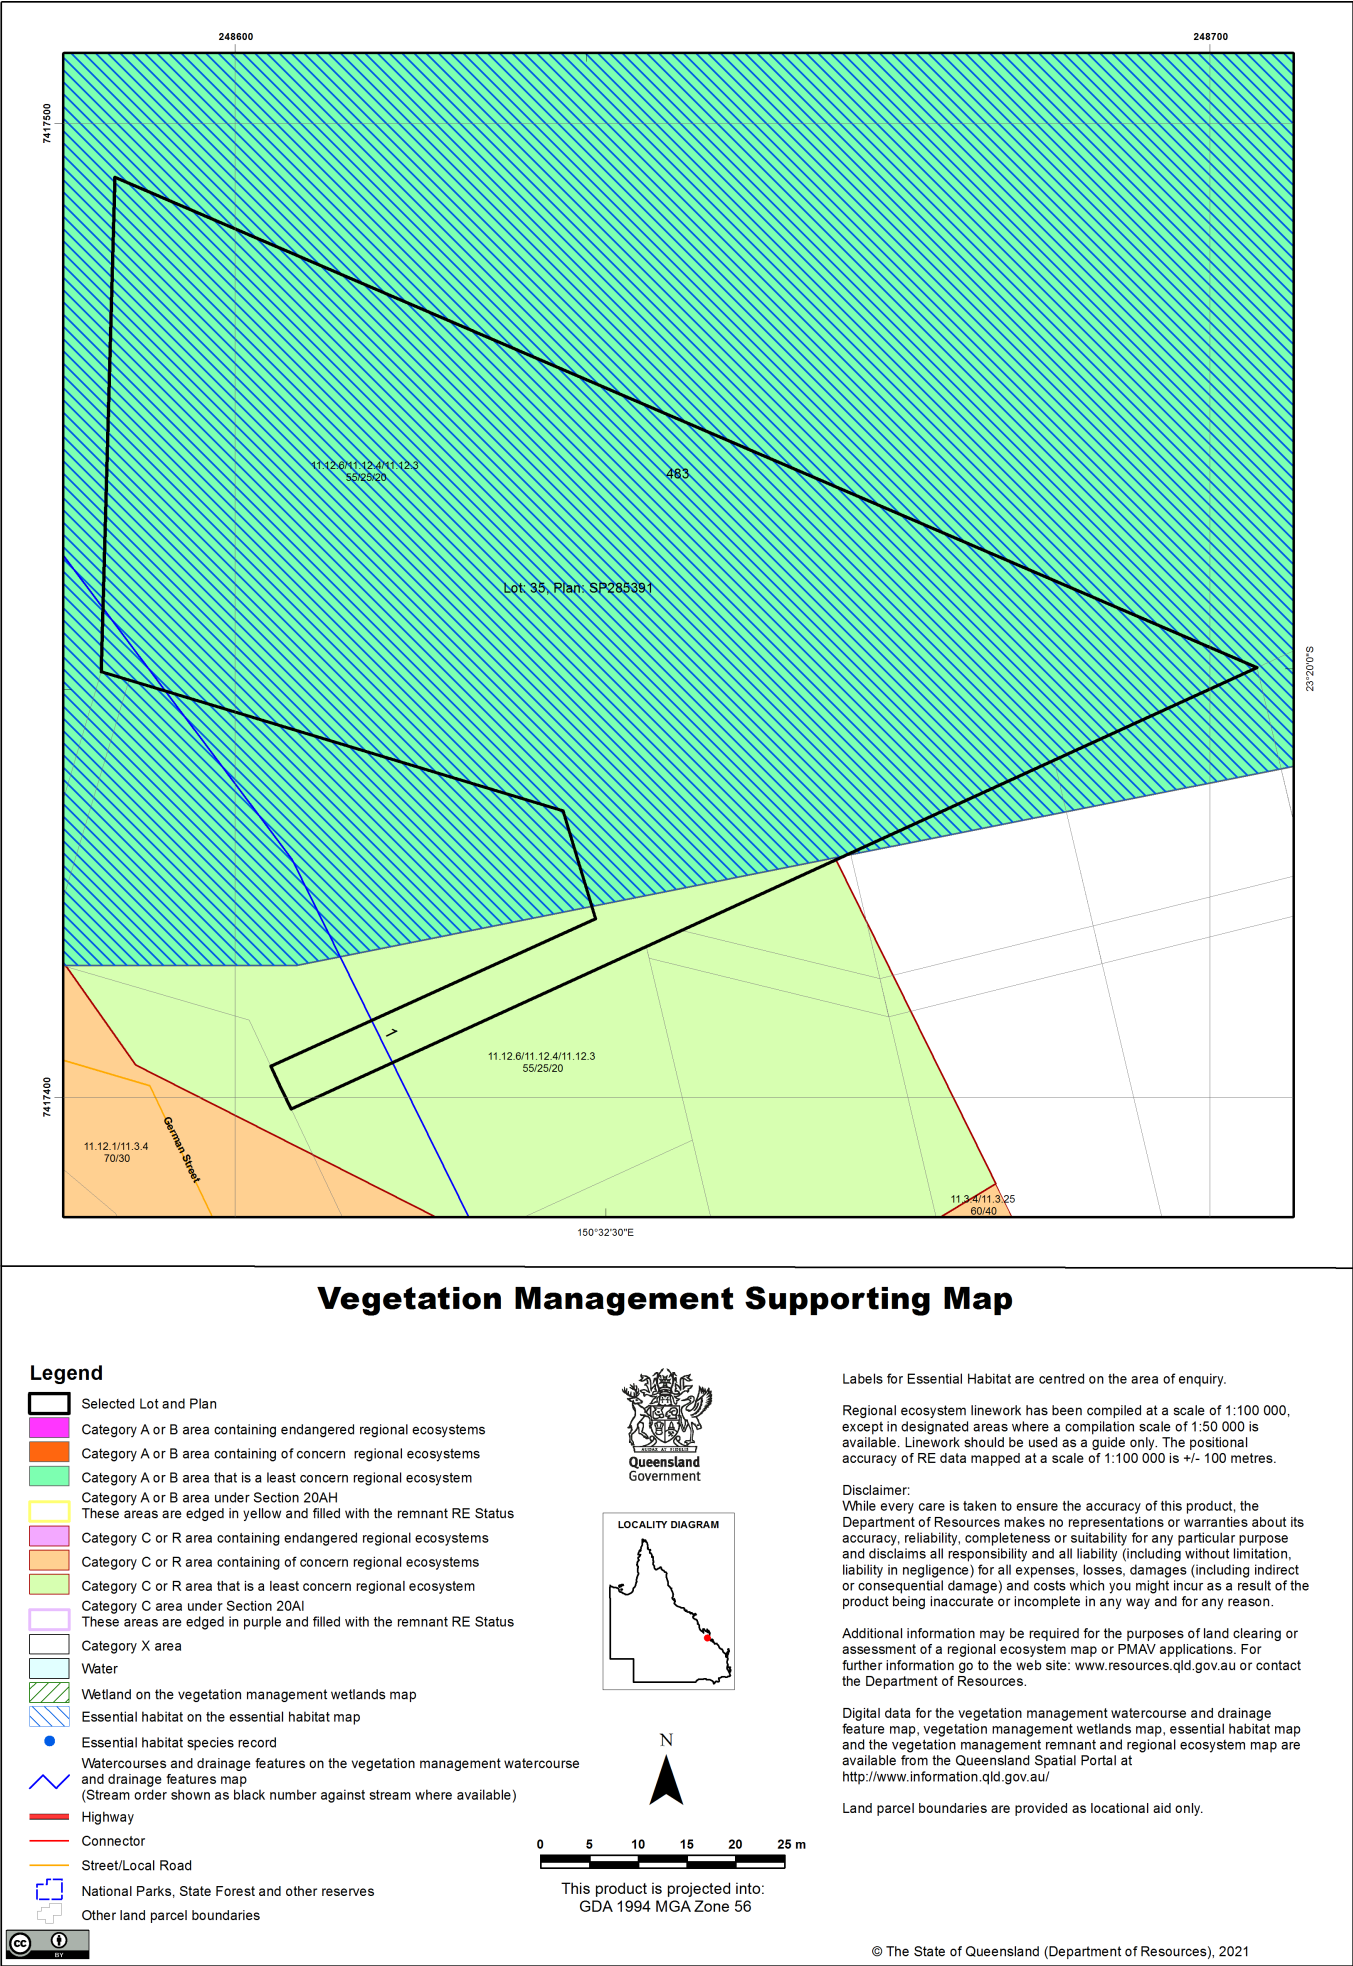 248600
248700
7417500
11.12.6/11.12.4/11.12.3
55/25/20
483
Lot: 35, Plan: SP285391
23°20'0"S
1
11.12.6/11.12.4/11.12.3
55/25/20
7417400
German Street
11.12.1/11.3.4
70/30
11.3.4/11.3.25
60/40
150°32'30"E
Vegetation Management Supporting Map
Legend
Selected Lot and Plan
Category A or B area containing endangered regional ecosystems
Category A or B area containing of concern regional ecosystems
Category A or B area that is a least concern regional ecosystem
Category A or B area under Section 20AH
These areas are edged in yellow and filled with the remnant RE Status
Category C or R area containing endangered regional ecosystems
Category C or R area containing of concern regional ecosystems
Category C or R area that is a least concern regional ecosystem
Category C area under Section 20AI
These areas are edged in purple and filled with the remnant RE Status
Category X area
Water
Wetland on the vegetation management wetlands map
Essential habitat on the essential habitat map
Essential habitat species record
Watercourses and drainage features on the vegetation management watercourse
and drainage features map
(Stream order shown as black number against stream where available)
Highway
Connector
Street/Local Road
National Parks, State Forest and other reserves
Other land parcel boundaries
cc
BY
AUDAX AT FIDELIS
Queensland
Government
LOCALITY DIAGRAM
N
0 5 10 15 20 25 m
This product is projected into:
GDA 1994 MGA Zone 56
Labels for Essential Habitat are centred on the area of enquiry.
Regional ecosystem linework has been compiled at a scale of 1:100 000,
except in designated areas where a compilation scale of 1:50 000 is
available. Linework should be used as a guide only. The positional
accuracy of RE data mapped at a scale of 1:100 000 is +/- 100 metres.
Disclaimer:
While every care is taken to ensure the accuracy of this product, the
Department of Resources makes no representations or warranties about its
accuracy, reliability, completeness or suitability for any particular purpose
and disclaims all responsibility and all liability (including without limitation,
liability in negligence) for all expenses, losses, damages (including indirect
or consequential damage) and costs which you might incur as a result of the
product being inaccurate or incomplete in any way and for any reason.
Additional information may be required for the purposes of land clearing or
assessment of a regional ecosystem map or PMAV applications. For
further information go to the web site: www.resources.qld.gov.au or contact
the Department of Resources.
Digital data for the vegetation management watercourse and drainage
feature map, vegetation management wetlands map, essential habitat map
and the vegetation management remnant and regional ecosystem map are
available from the Queensland Spatial Portal at
http://www.information.qld.gov.au/
Land parcel boundaries are provided as locational aid only.
© The State of Queensland (Department of Resources), 2021